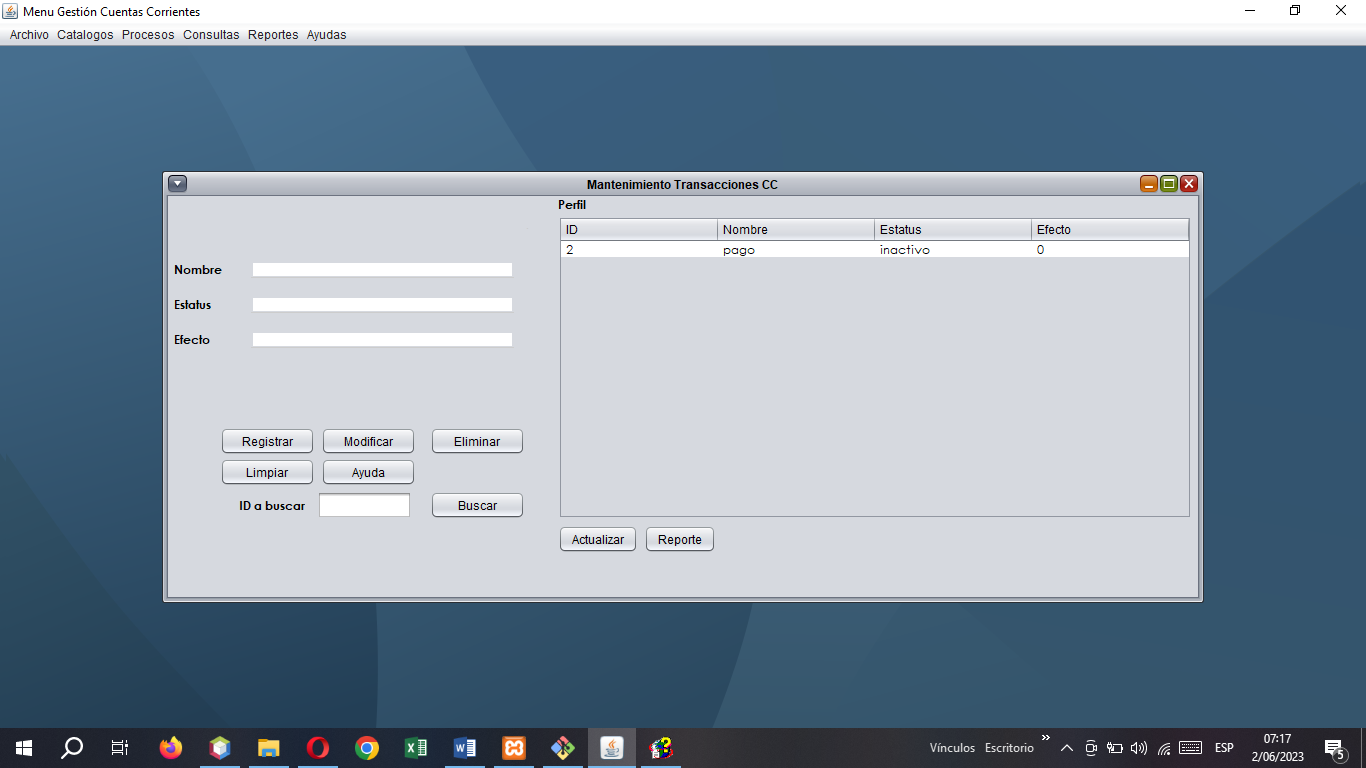 Menu Gestión Cuentas Corrientes
Archivo Catalogos Procesos Consultas Reportes Ayudas
Mantenimiento Transacciones CC
Perfil
ID Nombre Estatus Efecto
2 pago inactivo 0
Nombre
Estatus
Efecto
Registrar Modificar Eliminar
Limpiar Ayuda
ID a buscar Buscar
Actualizar Reporte
Vínculos Escritorio » ESP
07:17
2/06/2023
5